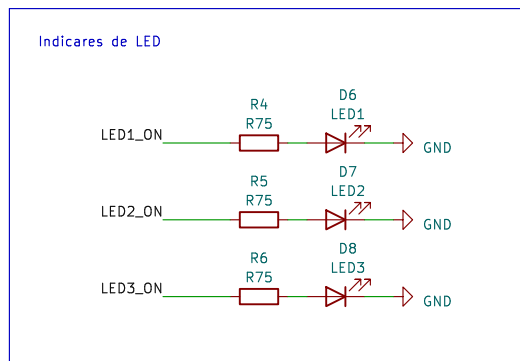 Indicares de LED
R4
R75
D6
LED1
LED1_ON
GND
R5
R75
D7
LED2
LED2_ON
GND
R6
R75
D8
LED3
LED3_ON
GND